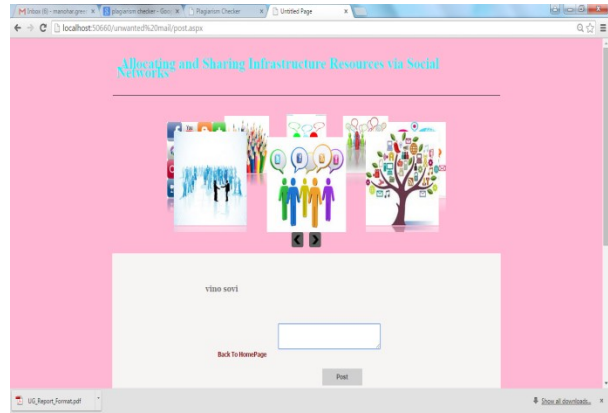 Inbox (6) - manohar.gree
plagiarism checker - Goo
Plagiarism Checker
Untitled Page
localhost:50660/unwanted%20mail/post.aspx
Allocating and Sharing Infrastructure Resources via Social
Networks
vino sovi
Back To HomePage
Post
UG_Report_Format.pdf
Show all downloads...